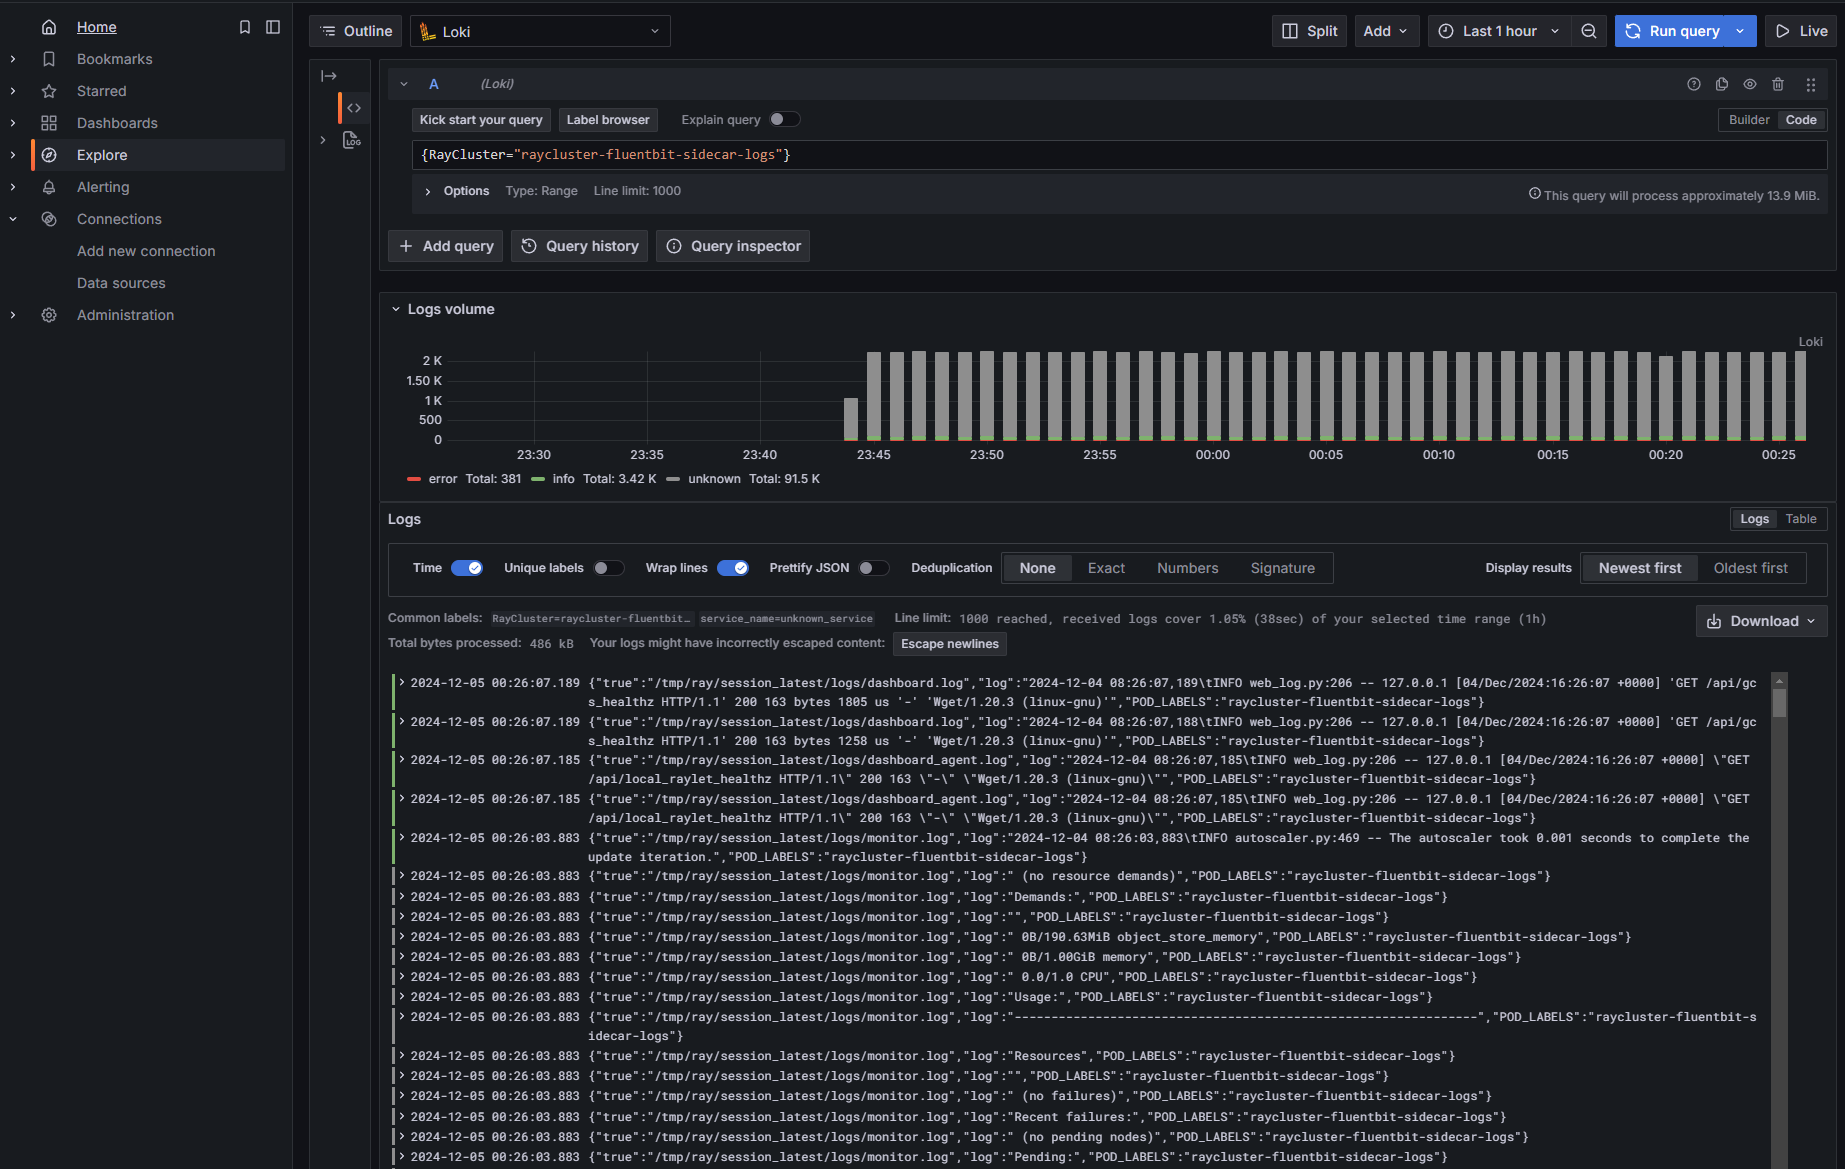 Home
Bookmarks
Starred
Dashboards
Explore
Alerting
Connections
Add new connection
Data sources
Administration
Outline
Loki
Split
Add
Last 1 hour
Run query
Live
A (Loki)
Kick start your query Label browser Explain query Builder Code
{RayCluster="raycluster-fluentbit-sidecar-logs"}
Options Type: Range Line limit: 1000 This query will process approximately 13.9 MiB.
Add query Query history Query inspector
Logs volume
Loki
2 K
1.50 K
1 K
500
0
23:30 23:35 23:40 23:45 23:50 23:55 00:00 00:05 00:10 00:15 00:20 00:25
error Total: 381 info Total: 3.42 K unknown Total: 91.5 K
Logs Logs Table
Time Unique labels Wrap lines Prettify JSON Deduplication None Exact Numbers Signature Display results Newest first Oldest first
Common labels: RayCluster=raycluster-fluentbit… service_name=unknown_service Line limit: 1000 reached, received logs cover 1.05% (38sec) of your selected time range (1h)
Download
Total bytes processed: 486 kB Your logs might have incorrectly escaped content: Escape newlines
2024-12-05 00:26:07.189 {"true":"/tmp/ray/session_latest/logs/dashboard.log","log":"2024-12-04 08:26:07,189\tINFO web_log.py:206 -- 127.0.0.1 [04/Dec/2024:16:26:07 +0000] 'GET /api/gc
s_healthz HTTP/1.1' 200 163 bytes 1805 us '-' 'Wget/1.20.3 (linux-gnu)'","POD_LABELS":"raycluster-fluentbit-sidecar-logs"}
2024-12-05 00:26:07.189 {"true":"/tmp/ray/session_latest/logs/dashboard.log","log":"2024-12-04 08:26:07,188\tINFO web_log.py:206 -- 127.0.0.1 [04/Dec/2024:16:26:07 +0000] 'GET /api/gc
s_healthz HTTP/1.1' 200 163 bytes 1258 us '-' 'Wget/1.20.3 (linux-gnu)'","POD_LABELS":"raycluster-fluentbit-sidecar-logs"}
2024-12-05 00:26:07.185 {"true":"/tmp/ray/session_latest/logs/dashboard_agent.log","log":"2024-12-04 08:26:07,185\tINFO web_log.py:206 -- 127.0.0.1 [04/Dec/2024:16:26:07 +0000] \"GET
/api/local_raylet_healthz HTTP/1.1\" 200 163 \"-\" \"Wget/1.20.3 (linux-gnu)\"","POD_LABELS":"raycluster-fluentbit-sidecar-logs"}
2024-12-05 00:26:07.185 {"true":"/tmp/ray/session_latest/logs/dashboard_agent.log","log":"2024-12-04 08:26:07,185\tINFO web_log.py:206 -- 127.0.0.1 [04/Dec/2024:16:26:07 +0000] \"GET
/api/local_raylet_healthz HTTP/1.1\" 200 163 \"-\" \"Wget/1.20.3 (linux-gnu)\"","POD_LABELS":"raycluster-fluentbit-sidecar-logs"}
2024-12-05 00:26:03.883 {"true":"/tmp/ray/session_latest/logs/monitor.log","log":"2024-12-04 08:26:03,883\tINFO autoscaler.py:469 -- The autoscaler took 0.001 seconds to complete the
update iteration.","POD_LABELS":"raycluster-fluentbit-sidecar-logs"}
2024-12-05 00:26:03.883 {"true":"/tmp/ray/session_latest/logs/monitor.log","log":" (no resource demands)","POD_LABELS":"raycluster-fluentbit-sidecar-logs"}
2024-12-05 00:26:03.883 {"true":"/tmp/ray/session_latest/logs/monitor.log","log":"Demands:","POD_LABELS":"raycluster-fluentbit-sidecar-logs"}
2024-12-05 00:26:03.883 {"true":"/tmp/ray/session_latest/logs/monitor.log","log":"","POD_LABELS":"raycluster-fluentbit-sidecar-logs"}
2024-12-05 00:26:03.883 {"true":"/tmp/ray/session_latest/logs/monitor.log","log":" 0B/190.63MiB object_store_memory","POD_LABELS":"raycluster-fluentbit-sidecar-logs"}
2024-12-05 00:26:03.883 {"true":"/tmp/ray/session_latest/logs/monitor.log","log":" 0B/1.00GiB memory","POD_LABELS":"raycluster-fluentbit-sidecar-logs"}
2024-12-05 00:26:03.883 {"true":"/tmp/ray/session_latest/logs/monitor.log","log":" 0.0/1.0 CPU","POD_LABELS":"raycluster-fluentbit-sidecar-logs"}
2024-12-05 00:26:03.883 {"true":"/tmp/ray/session_latest/logs/monitor.log","log":"Usage:","POD_LABELS":"raycluster-fluentbit-sidecar-logs"}
2024-12-05 00:26:03.883 {"true":"/tmp/ray/session_latest/logs/monitor.log","log":"---------------------------------------------------------------","POD_LABELS":"raycluster-fluentbit-s
idecar-logs"}
2024-12-05 00:26:03.883 {"true":"/tmp/ray/session_latest/logs/monitor.log","log":"Resources","POD_LABELS":"raycluster-fluentbit-sidecar-logs"}
2024-12-05 00:26:03.883 {"true":"/tmp/ray/session_latest/logs/monitor.log","log":"","POD_LABELS":"raycluster-fluentbit-sidecar-logs"}
2024-12-05 00:26:03.883 {"true":"/tmp/ray/session_latest/logs/monitor.log","log":" (no failures)","POD_LABELS":"raycluster-fluentbit-sidecar-logs"}
2024-12-05 00:26:03.883 {"true":"/tmp/ray/session_latest/logs/monitor.log","log":"Recent failures:","POD_LABELS":"raycluster-fluentbit-sidecar-logs"}
2024-12-05 00:26:03.883 {"true":"/tmp/ray/session_latest/logs/monitor.log","log":" (no pending nodes)","POD_LABELS":"raycluster-fluentbit-sidecar-logs"}
2024-12-05 00:26:03.883 {"true":"/tmp/ray/session_latest/logs/monitor.log","log":"Pending:","POD_LABELS":"raycluster-fluentbit-sidecar-logs"}